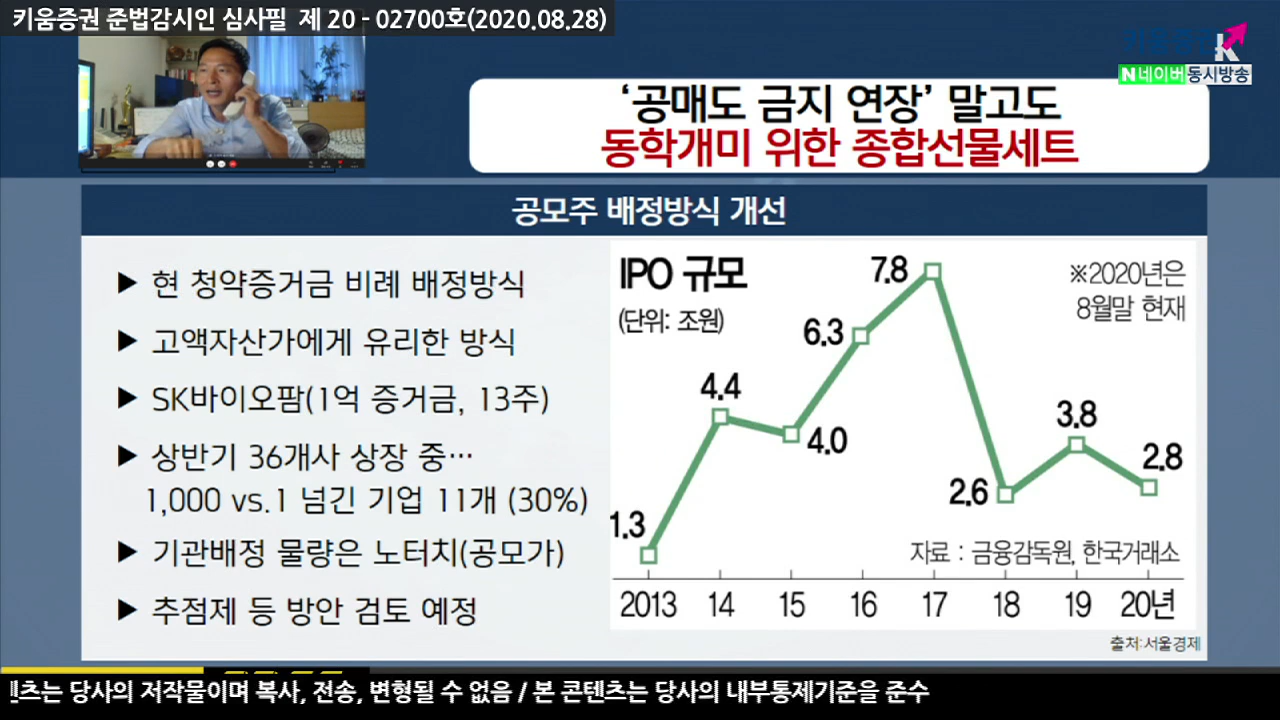 키움증권 준법감시인 심사필 제 20 - 02700호(2020.08.28)
키움증권
N 네이버 동시방송
‘공매도 금지 연장’ 말고도
동학개미 위한 종합선물세트
공모주 배정방식 개선
▶ 현 청약증거금 비례 배정방식
▶ 고액자산가에게 유리한 방식
▶ SK바이오팜(1억 증거금, 13주)
▶ 상반기 36개사 상장 중…
1,000 vs.1 넘긴 기업 11개 (30%)
▶ 기관배정 물량은 노터치(공모가)
▶ 추점제 등 방안 검토 예정
IPO 규모
(단위: 조원)
※2020년은
8월말 현재
1.3
4.4
4.0
6.3
7.8
2.6
3.8
2.8
자료 : 금융감독원, 한국거래소
2013 14 15 16 17 18 19 20년
출처:서울경제
텐츠는 당사의 저작물이며 복사, 전송, 변형될 수 없음 / 본 콘텐츠는 당사의 내부통제기준을 준수